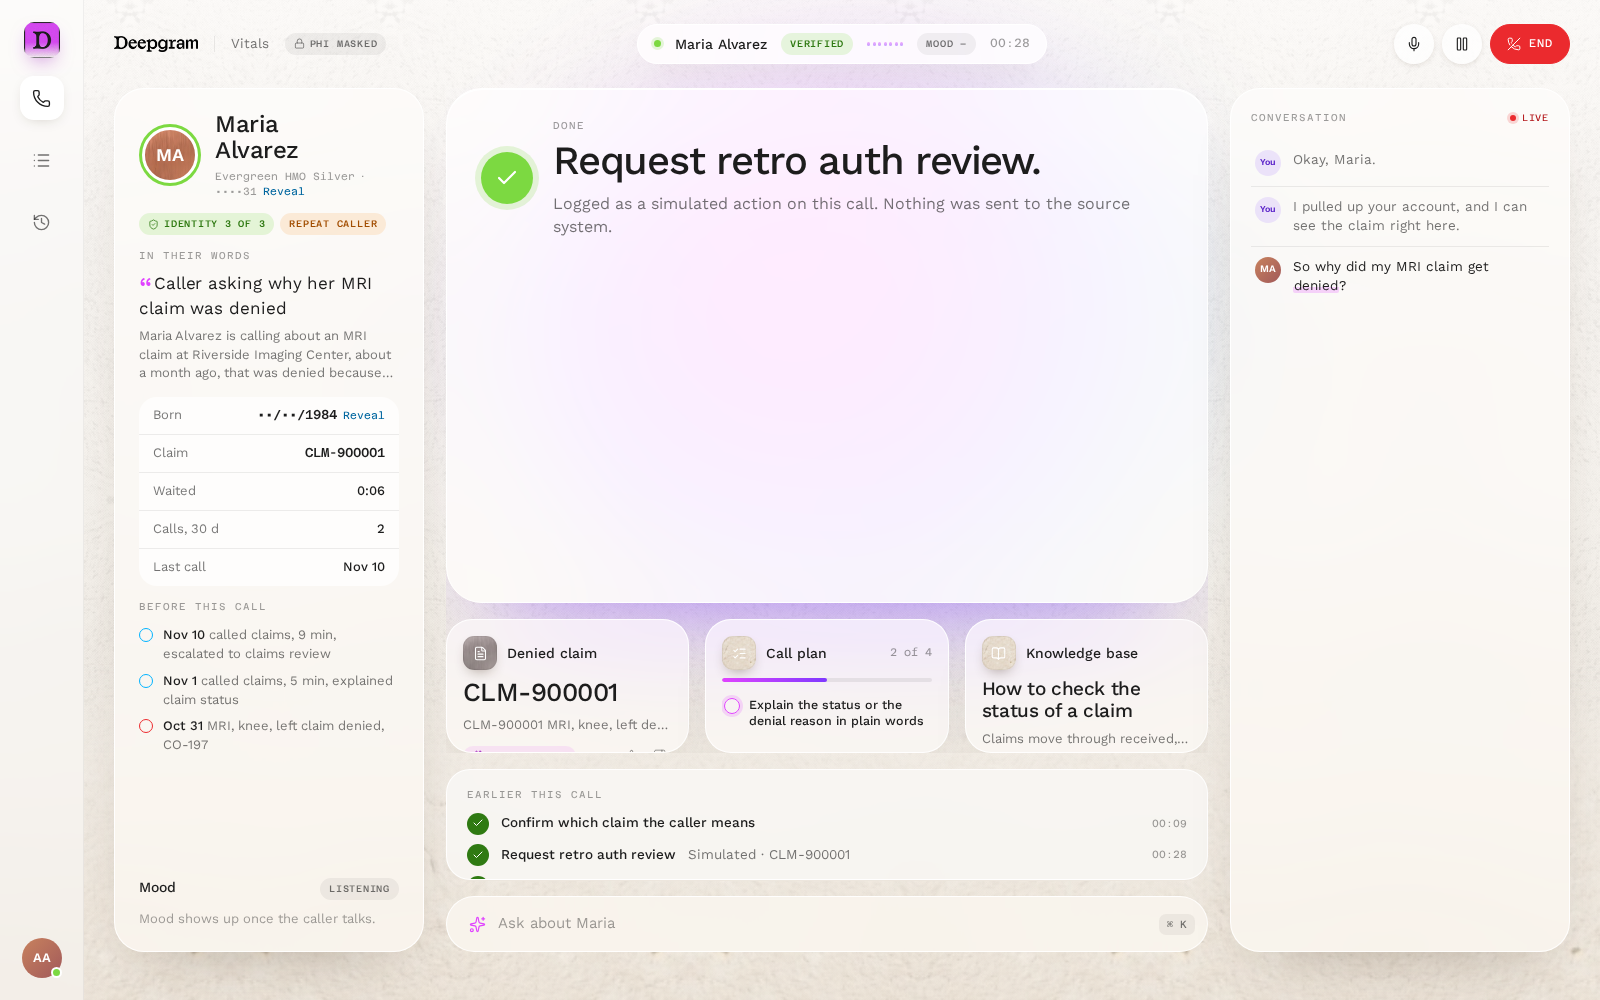 D
Deepgram
Vitals
PHI MASKED
Maria Alvarez
VERIFIED
MOOD –
00:28
END
MA
Maria
Alvarez
Evergreen HMO Silver ·
••••31 Reveal
IDENTITY 3 OF 3
REPEAT CALLER
IN THEIR WORDS
“Caller asking why her MRI
claim was denied
Maria Alvarez is calling about an MRI
claim at Riverside Imaging Center, about
a month ago, that was denied because…
Born ••/••/1984 Reveal
Claim CLM-900001
Waited 0:06
Calls, 30 d 2
Last call Nov 10
BEFORE THIS CALL
Nov 10 called claims, 9 min,
escalated to claims review
Nov 1 called claims, 5 min, explained
claim status
Oct 31 MRI, knee, left claim denied,
CO-197
Mood
LISTENING
Mood shows up once the caller talks.
AA
DONE
Request retro auth review.
Logged as a simulated action on this call. Nothing was sent to the source
system.
Denied claim
CLM-900001
CLM-900001 MRI, knee, left de…
Call plan
2 of 4
Explain the status or the
denial reason in plain words
Knowledge base
How to check the
status of a claim
Claims move through received,…
EARLIER THIS CALL
Confirm which claim the caller means 00:09
Request retro auth review Simulated · CLM-900001 00:28
Ask about Maria
⌘ K
CONVERSATION
LIVE
You
Okay, Maria.
You
I pulled up your account, and I can
see the claim right here.
MA
So why did my MRI claim get
denied?